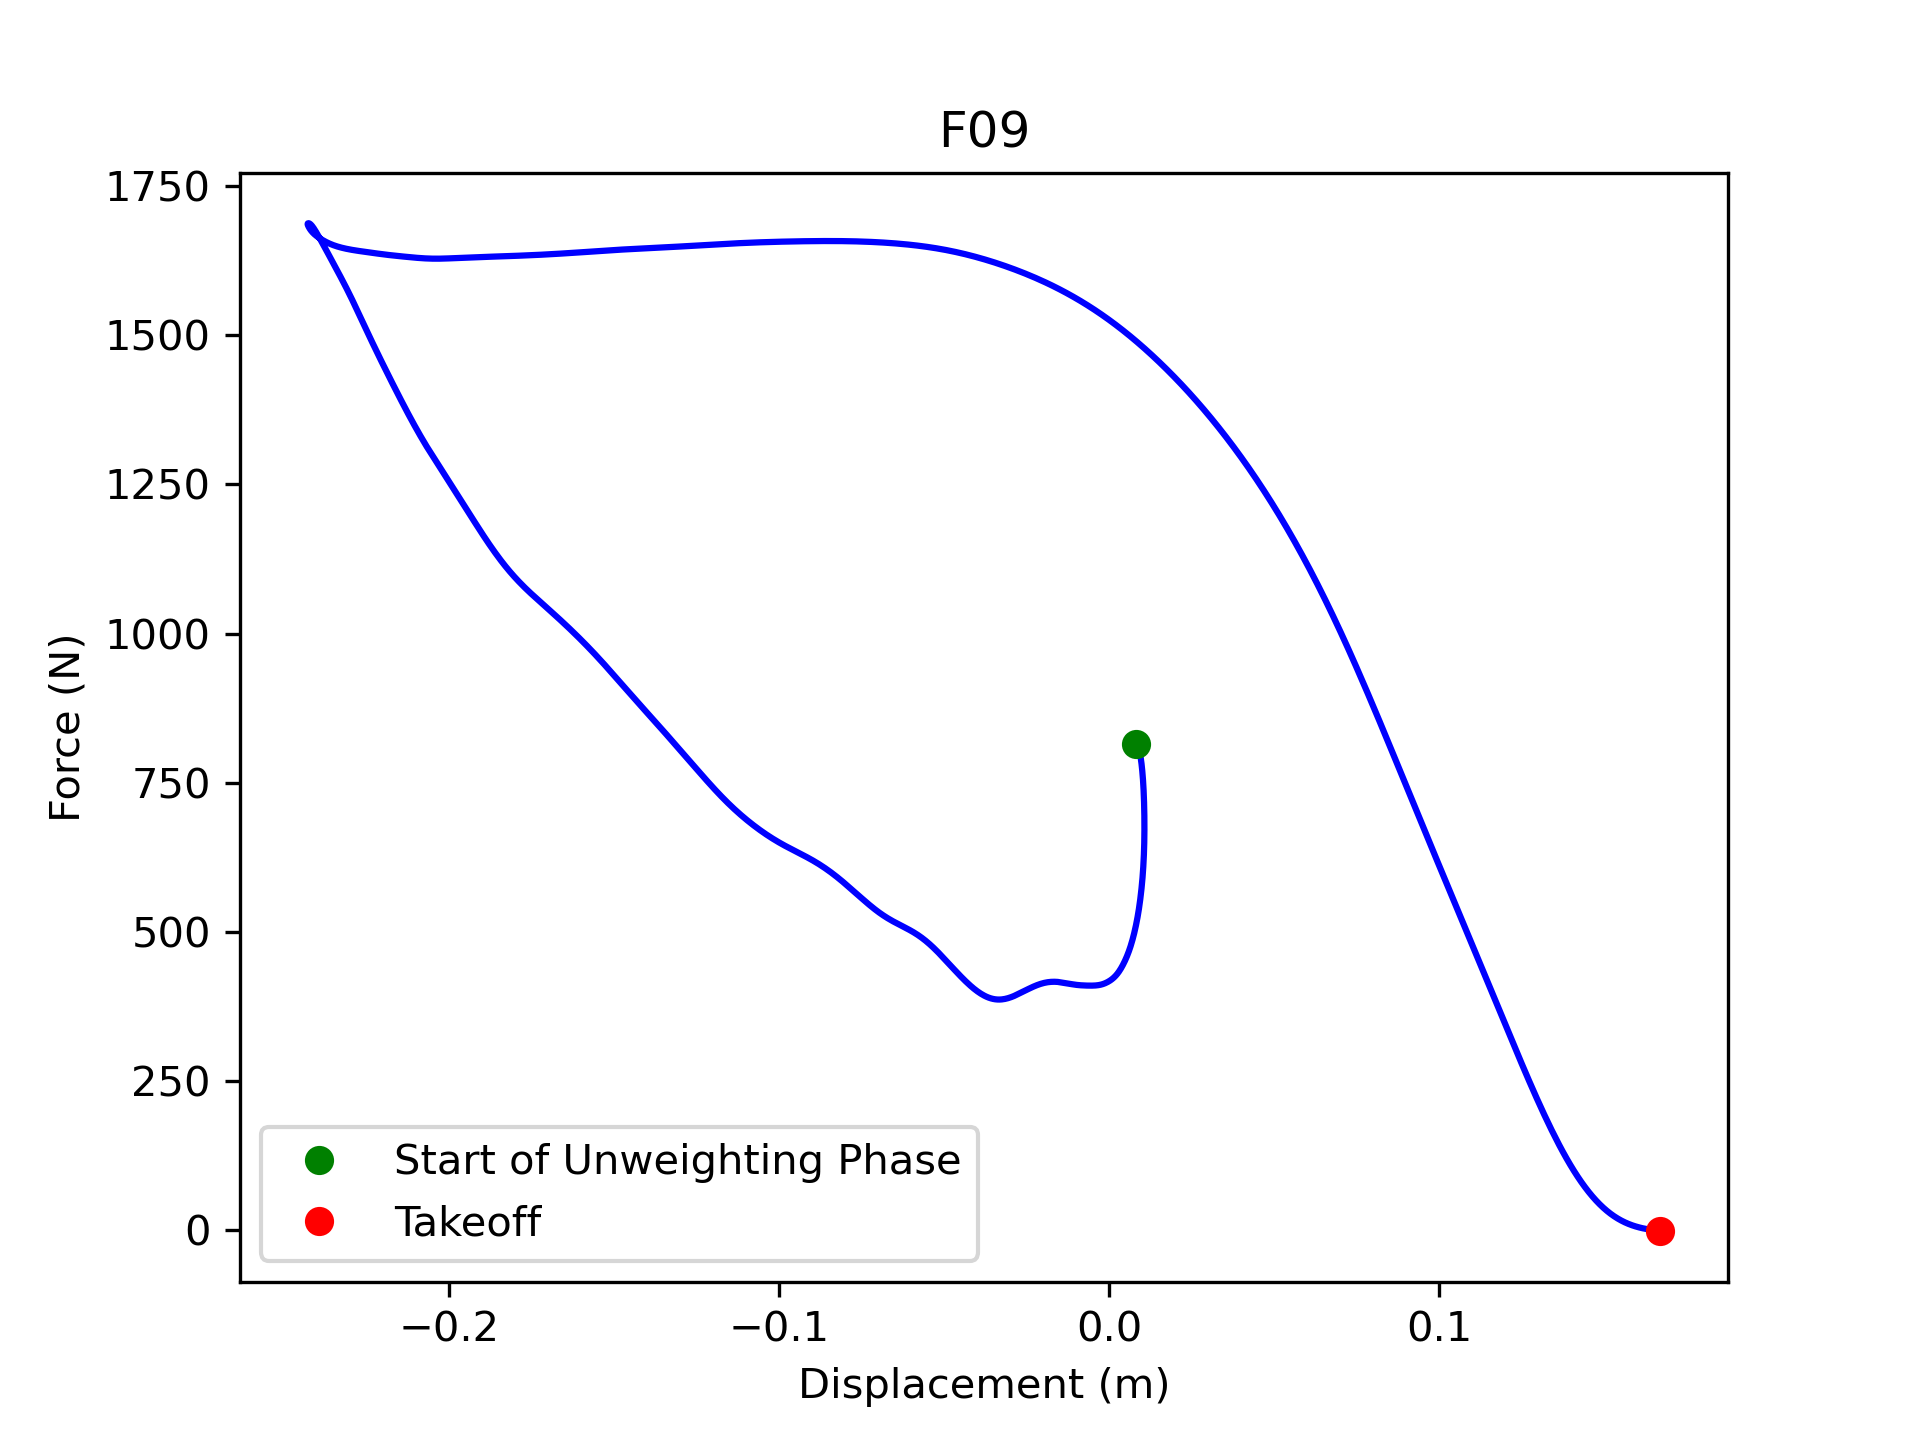 F09
1750
1500
1250
1000
750
500
250
0
Force (N)
Start of Unweighting Phase
Takeoff
−0.2
−0.1
0.0
0.1
Displacement (m)